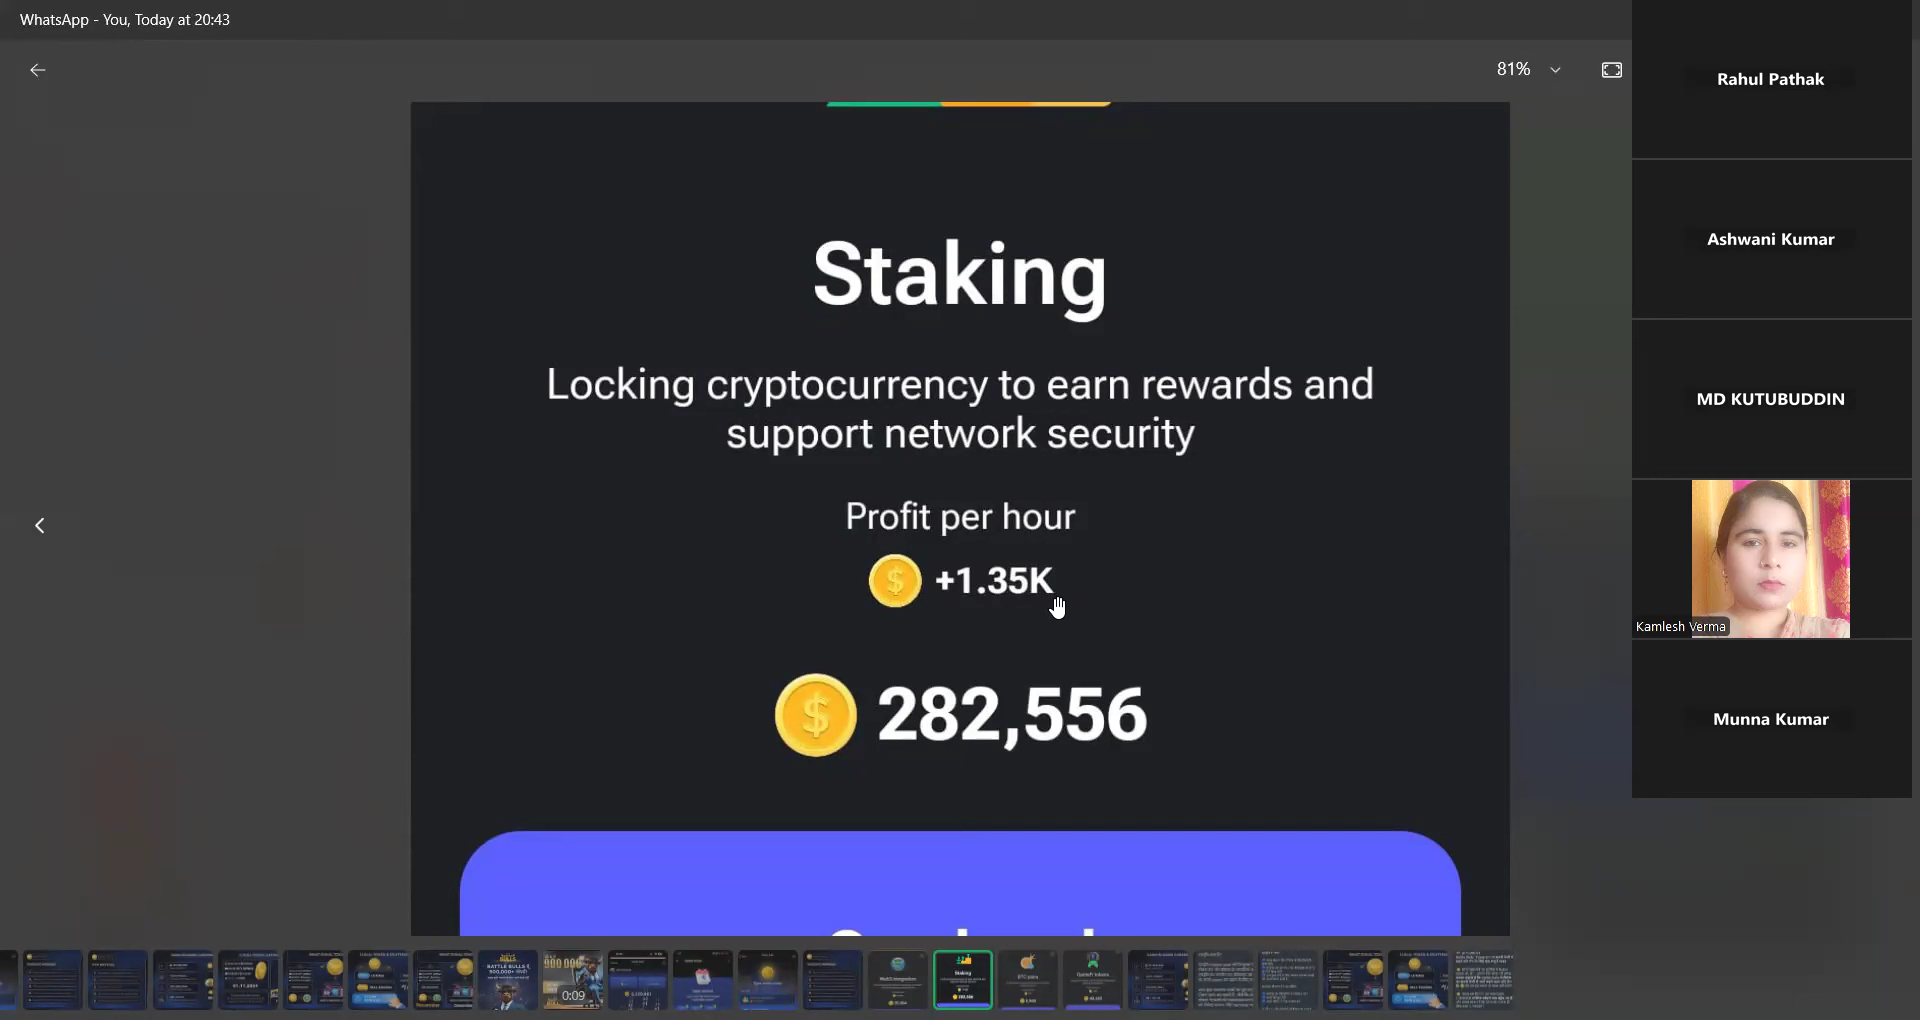 WhatsApp - You, Today at 20:43
81%
Staking
Locking cryptocurrency to earn rewards and
support network security
Profit per hour
+1.35K
282,556
Rahul Pathak
Ashwani Kumar
MD KUTUBUDDIN
Kamlesh Verma
Munna Kumar
0:09